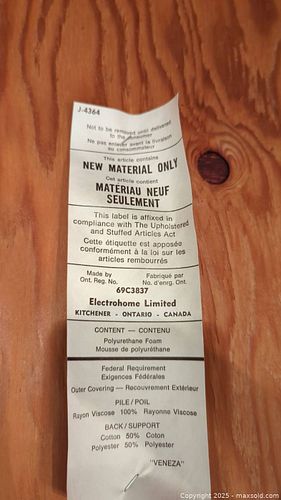 J-4364
Not to be removed until delivered
to the consumer
Ne pas enlever avant la livraison
au consommateur
This article contains
NEW MATERIAL ONLY
Cet article contient
MATERIAU NEUF
SEULEMENT
This label is affixed in
compliance with The Upholstered
and Stuffed Articles Act
Cette étiquette est apposée
conformément à la loi sur les
articles rembourrés
Made by Fabriqué par
Ont. Reg. No. No. d'enrg. Ont.
69C3837
Electrohome Limited
KITCHENER - ONTARIO - CANADA
CONTENT — CONTENU
Polyurethane Foam
Mousse de polyuréthane
Federal Requirement
Exigences Fédérales
Outer Covering — Recouvrement Extérieur
PILE/POIL
Rayon Viscose 100% Rayonne Viscose
BACK/SUPPORT
Cotton 50% Coton
Polyester 50% Polyester
"VENEZA"
Copyright 2025 - maxsold.com